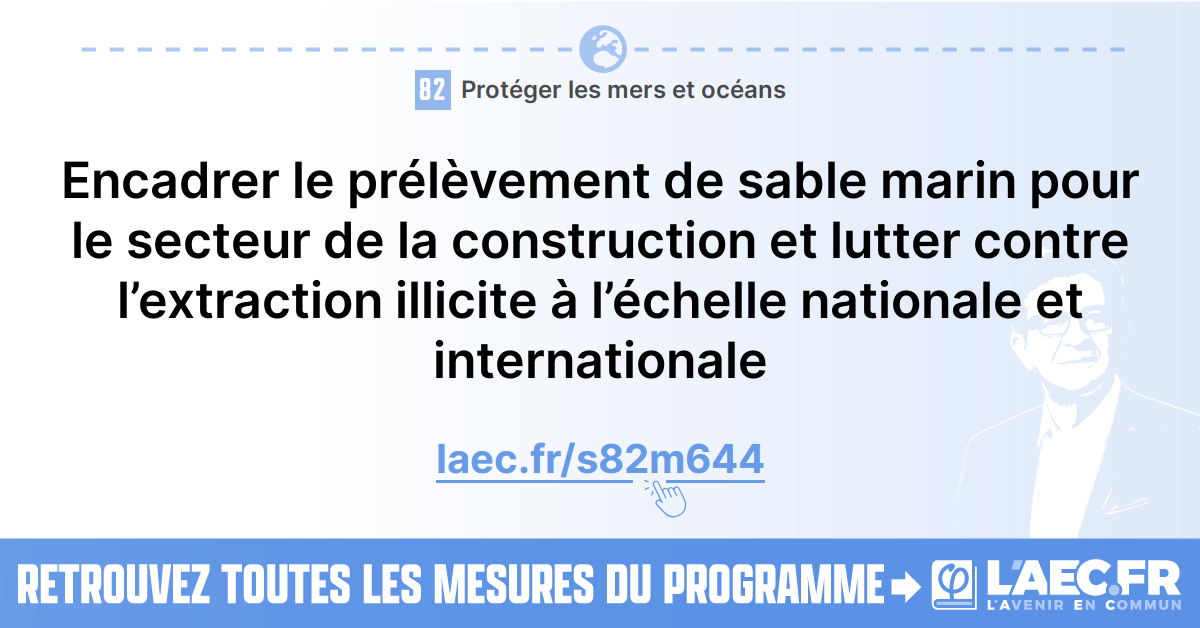 82 Protéger les mers et océans
Encadrer le prélèvement de sable marin pour
le secteur de la construction et lutter contre
l’extraction illicite à l’échelle nationale et
internationale
laec.fr/s82m644
RETROUVEZ TOUTES LES MESURES DU PROGRAMME
φ L'AEC.FR
L'AVENIR EN COMMUN